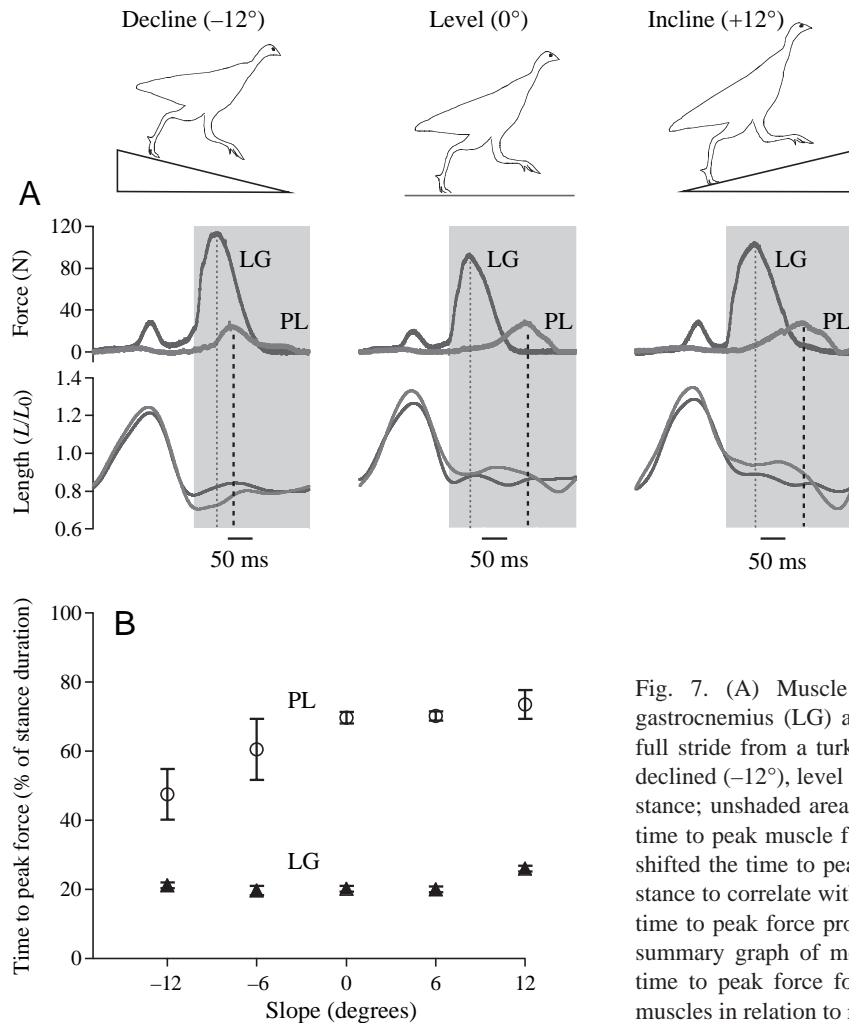 Decline (–12°) Level (0°) Incline (+12°)
A
120
80
40
0
Force (N)
LG
PL
LG
PL
LG
PL
1.4
1.2
1.0
0.8
0.6
Length (L/L0)
50 ms
50 ms
50 ms
B
100
80
60
40
20
0
Time to peak force (% of stance duration)
PL
LG
–12 –6 0 6 12
Slope (degrees)
Fig. 7. (A) Muscle
gastrocnemius (LG) a
full stride from a turk
declined (–12°), level
stance; unshaded area
time to peak muscle f
shifted the time to pea
stance to correlate with
time to peak force pro
summary graph of me
time to peak force fo
muscles in relation to